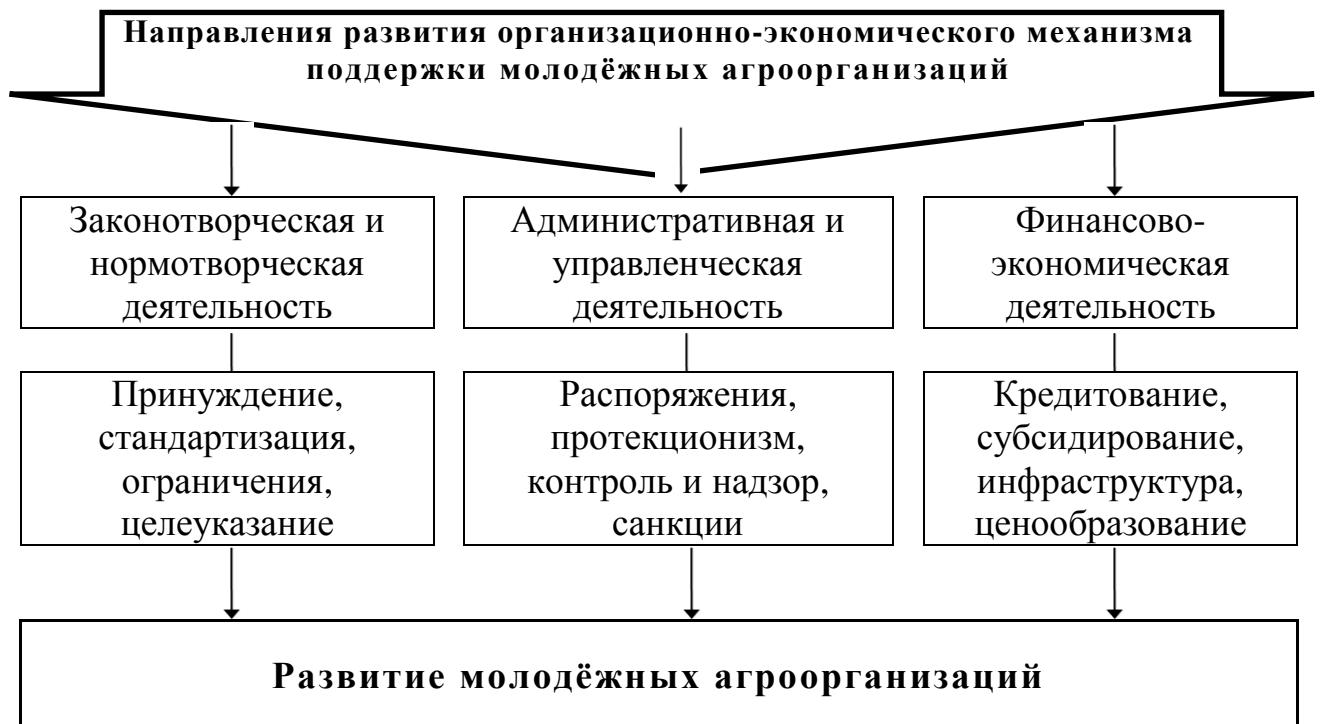 Направления развития организационно-экономического механизма
поддержки молодёжных агроорганизаций
Законотворческая и
нормотворческая
деятельность
Административная и
управленческая
деятельность
Финансово-
экономическая
деятельность
Принуждение,
стандартизация,
ограничения,
целеуказание
Распоряжения,
протекционизм,
контроль и надзор,
санкции
Кредитование,
субсидирование,
инфраструктура,
ценообразование
Развитие молодёжных агроорганизаций